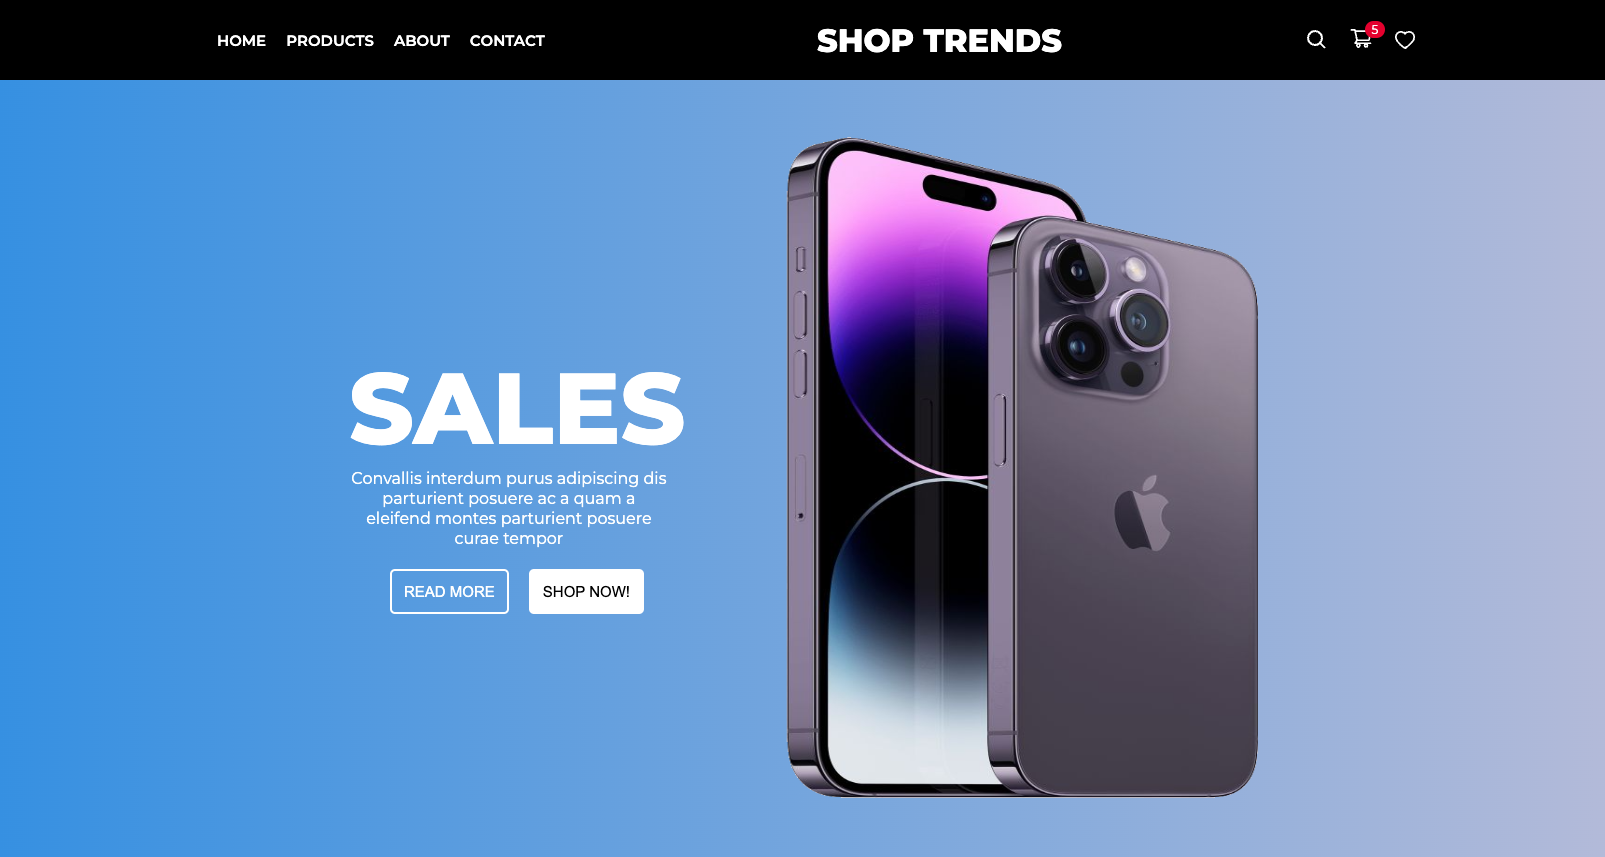 HOME PRODUCTS ABOUT CONTACT
SHOP TRENDS
5
SALES
Convallis interdum purus adipiscing dis
parturient posuere ac a quam a
eleifend montes parturient posuere
curae tempor
READ MORE
SHOP NOW!